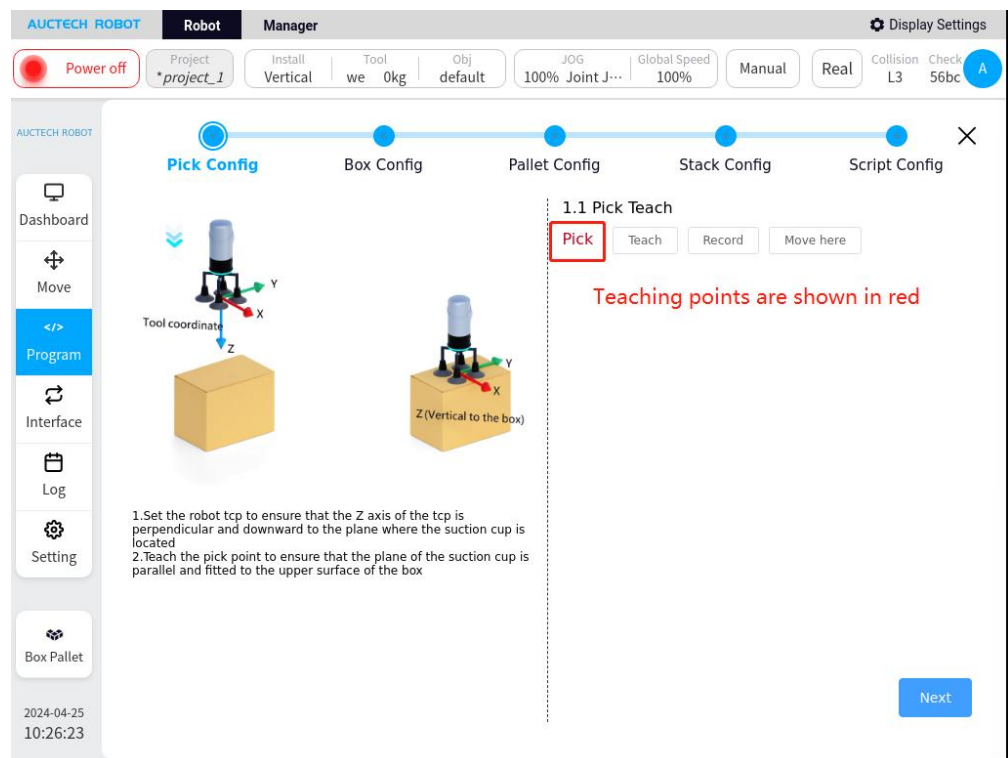 AUCTECH ROBOT Robot Manager Display Settings
Power off
Project
*project_1
Install Tool Obj
Vertical we 0kg default
JOG Global Speed
100% Joint J··· 100%
Manual
Real
Collision Check
L3 56bc
A
AUCTECH ROBOT
Dashboard
Move
</>
Program
Interface
Log
Setting
Box Pallet
2024-04-25
10:26:23
Pick Config Box Config Pallet Config Stack Config Script Config
Y
X
Tool coordinate
Z
Y
X
Z (Vertical to the box)
1.Set the robot tcp to ensure that the Z axis of the tcp is
perpendicular and downward to the plane where the suction cup is
located
2.Teach the pick point to ensure that the plane of the suction cup is
parallel and fitted to the upper surface of the box
1.1 Pick Teach
Pick Teach Record Move here
Teaching points are shown in red
Next